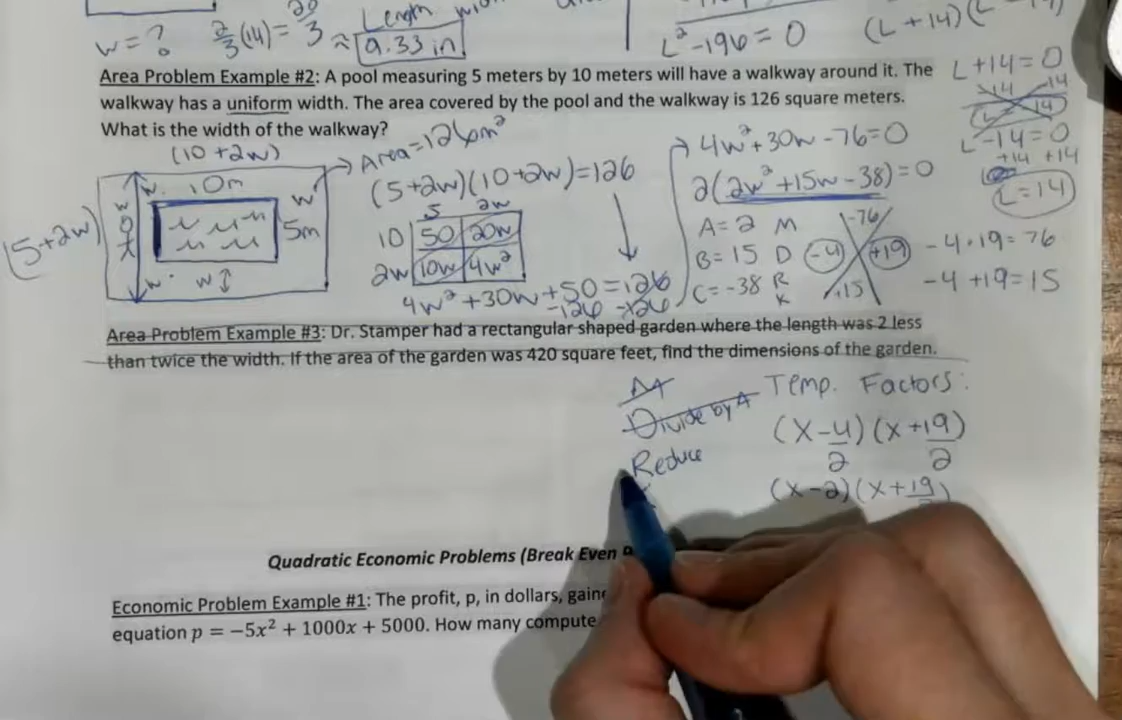 w = ? 2/3 (14) = 20/3 ≈ 9.33 in
Length
L² - 196 = 0
(L + 14)(L - 14)
Area Problem Example #2: A pool measuring 5 meters by 10 meters will have a walkway around it. The
walkway has a uniform width. The area covered by the pool and the walkway is 126 square meters.
What is the width of the walkway?
L + 14 = 0
-14 -14
L - 14 = 0
+14 +14
L = 14
(10 + 2w)
Area = 126m²
10m
w
w
5m
(5 + 2w)
w
w
(5 + 2w)(10 + 2w) = 126
5 2w
10 50 20w
2w 10w 4w²
4w² + 30w + 50 = 126
-126 -126
4w² + 30w - 76 = 0
2(2w² + 15w - 38) = 0
A = 2 M
B = 15 D
C = -38 R
K
-76
-4 +19
+15
-4 · 19 = 76
-4 + 19 = 15
Area Problem Example #3: Dr. Stamper had a rectangular shaped garden where the length was 2 less
than twice the width. If the area of the garden was 420 square feet, find the dimensions of the garden.
Divide by A
Reduce
Temp. Factors:
(x - 4/2)(x + 19/2)
(x - 2)(x + 19
Quadratic Economic Problems (Break Even
Economic Problem Example #1: The profit, p, in dollars,
equation p = −5x² + 1000x + 5000. How many